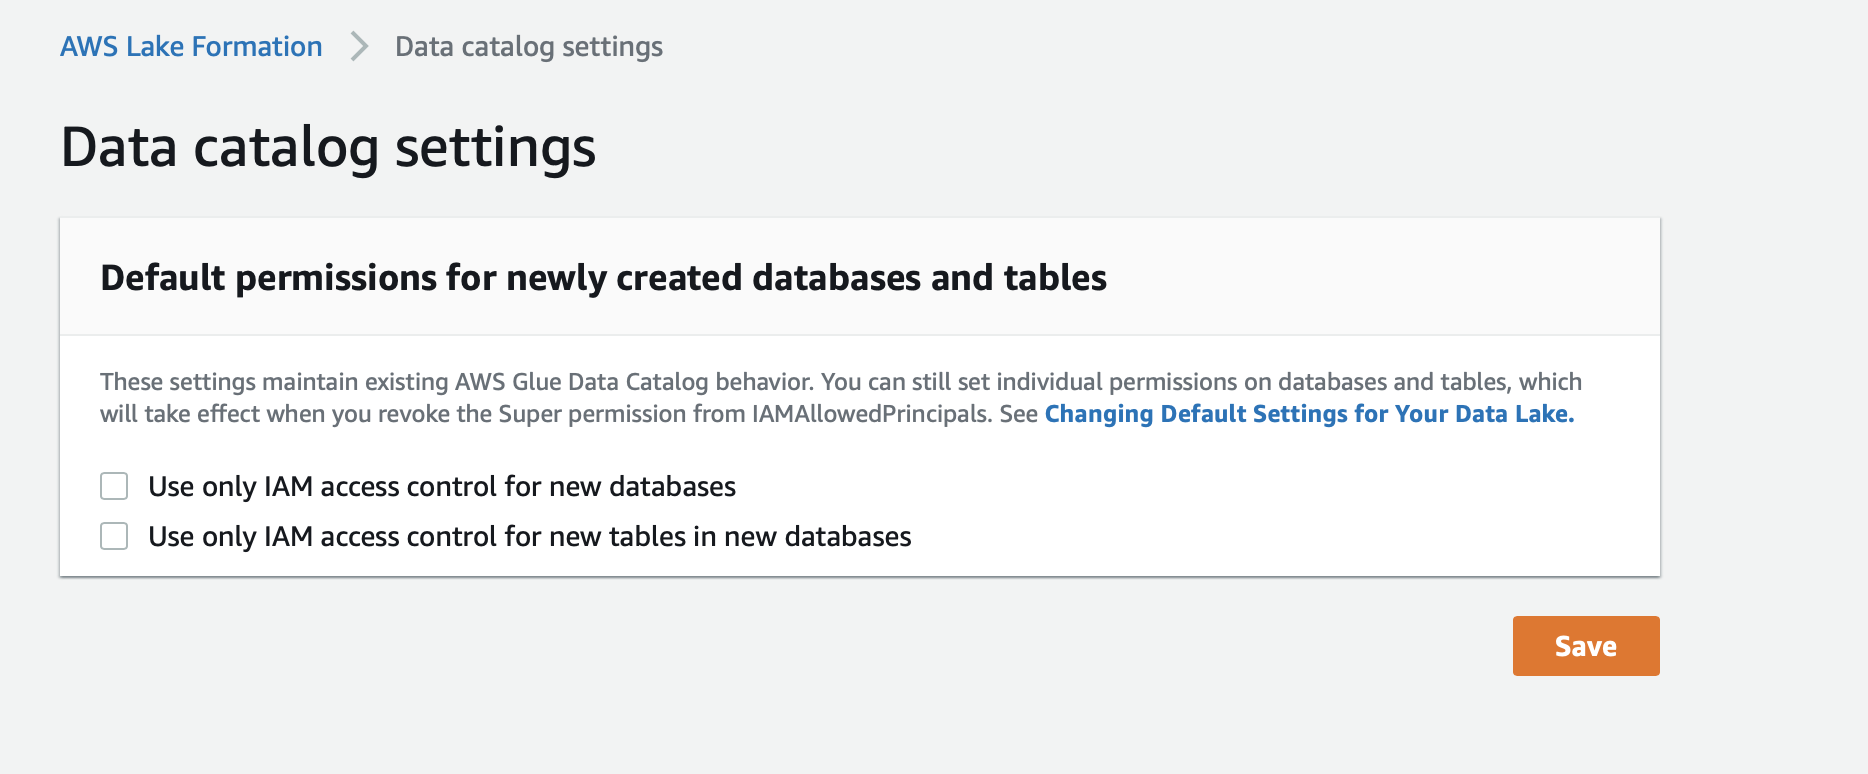 AWS Lake Formation > Data catalog settings
Data catalog settings
Default permissions for newly created databases and tables
These settings maintain existing AWS Glue Data Catalog behavior. You can still set individual permissions on databases and tables, which
will take effect when you revoke the Super permission from IAMAllowedPrincipals. See Changing Default Settings for Your Data Lake.
Use only IAM access control for new databases
Use only IAM access control for new tables in new databases
Save